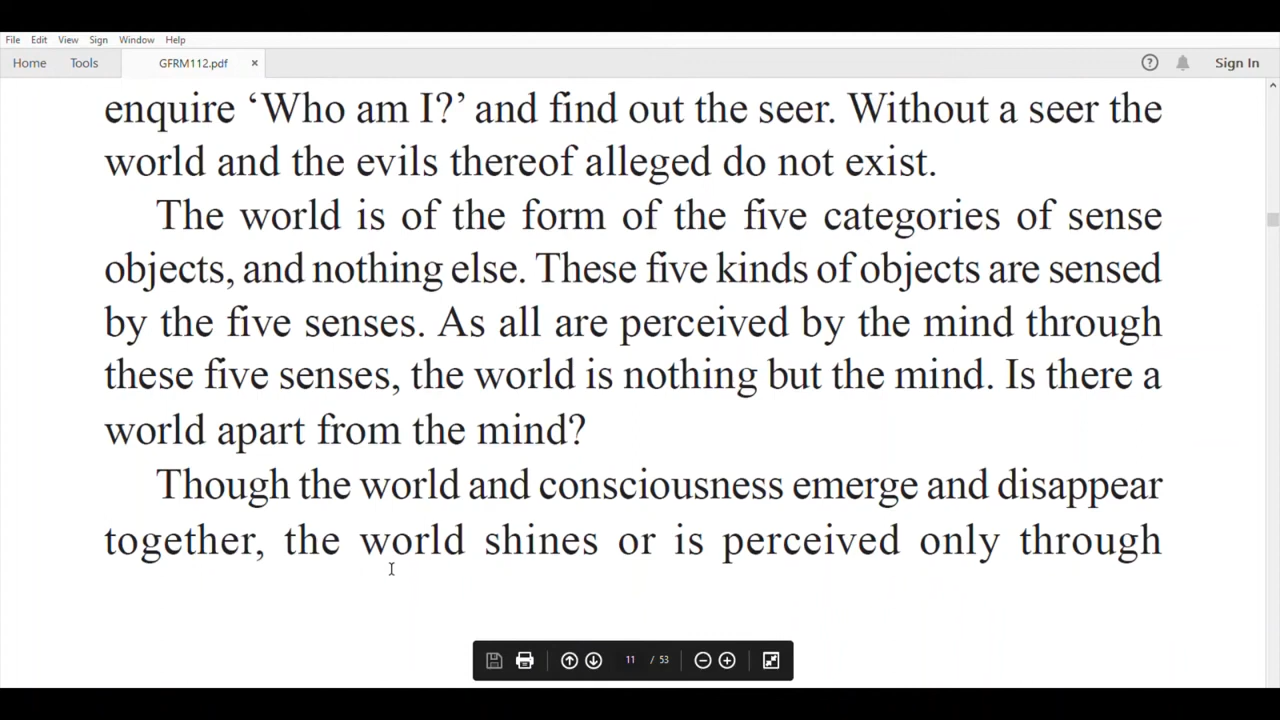 File Edit View Sign Window Help
Home Tools GFRM112.pdf × Sign In
enquire ‘Who am I?’ and find out the seer. Without a seer the
world and the evils thereof alleged do not exist.
The world is of the form of the five categories of sense
objects, and nothing else. These five kinds of objects are sensed
by the five senses. As all are perceived by the mind through
these five senses, the world is nothing but the mind. Is there a
world apart from the mind?
Though the world and consciousness emerge and disappear
together, the world shines or is perceived only through
11 / 53